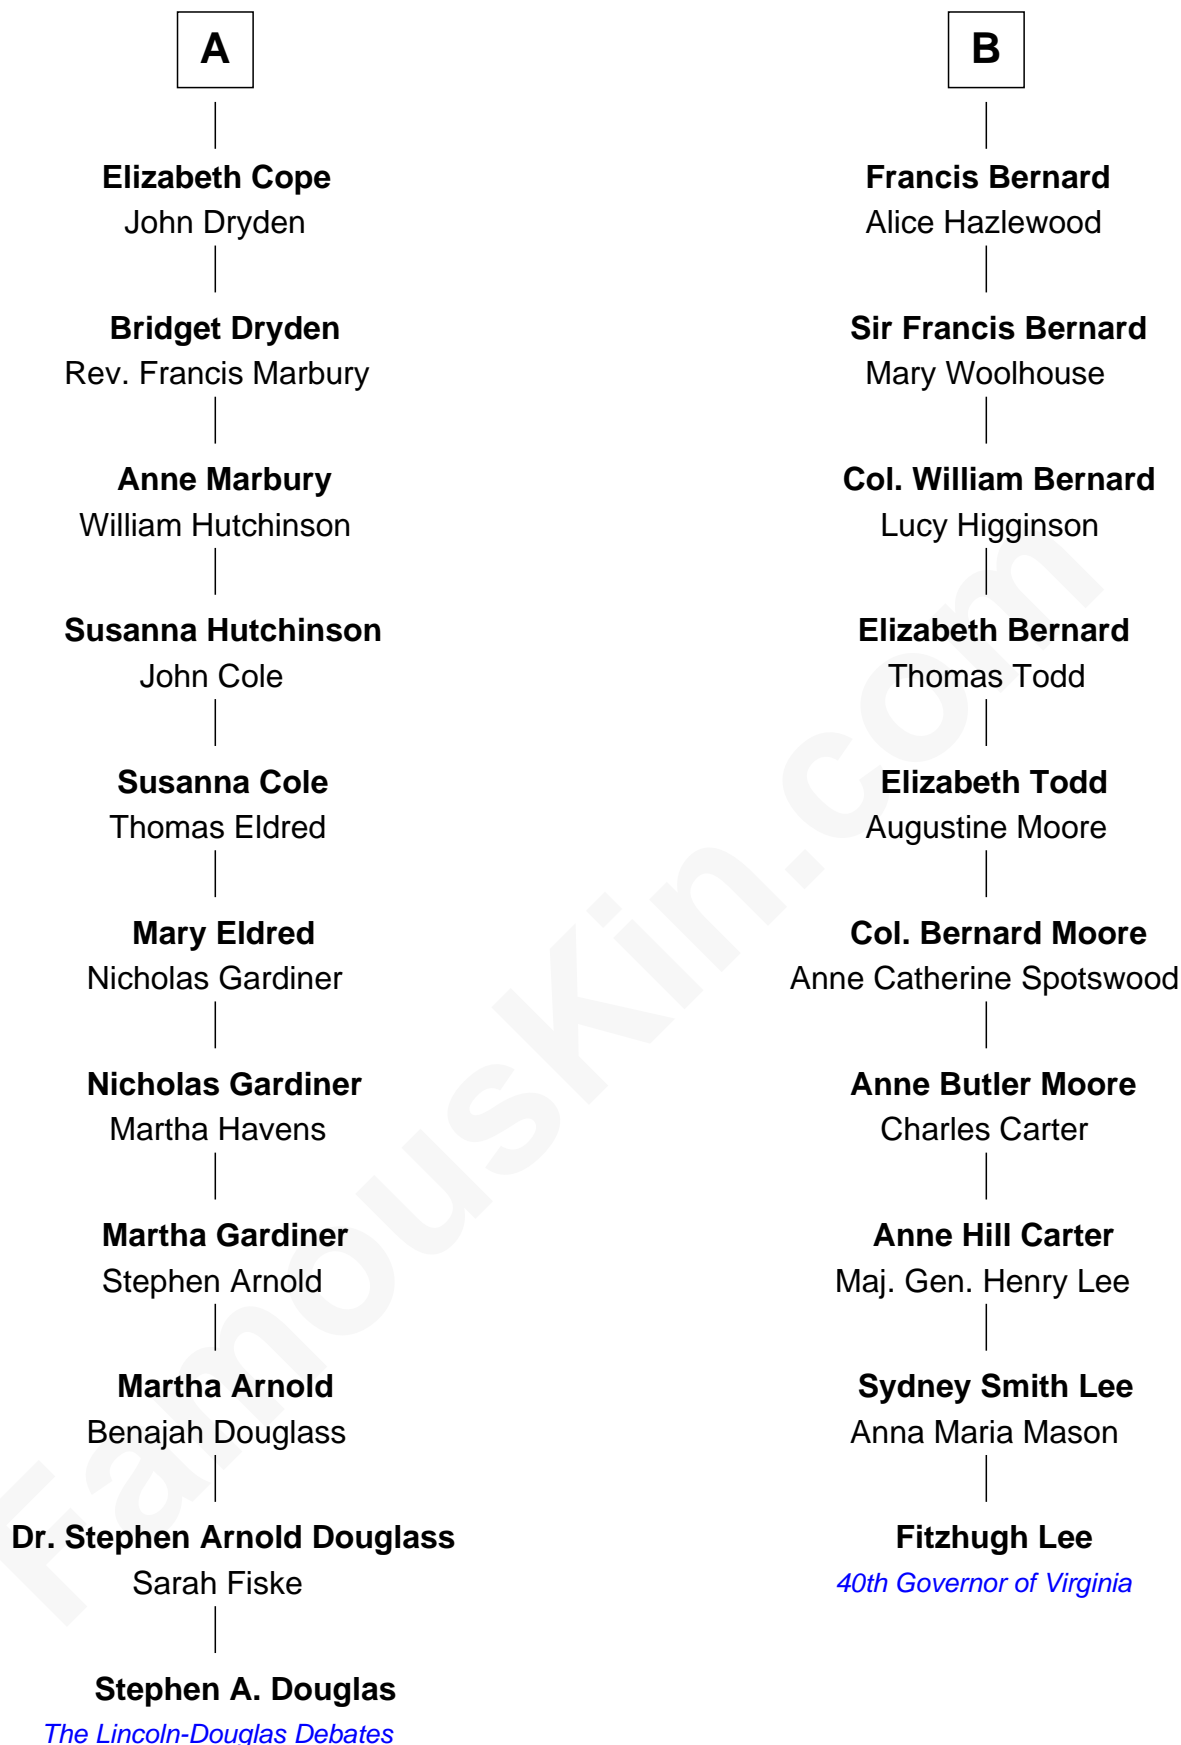 A
Elizabeth Cope
John Dryden
Bridget Dryden
Rev. Francis Marbury
Anne Marbury
William Hutchinson
Susanna Hutchinson
John Cole
Susanna Cole
Thomas Eldred
Mary Eldred
Nicholas Gardiner
Nicholas Gardiner
Martha Havens
Martha Gardiner
Stephen Arnold
Martha Arnold
Benajah Douglass
Dr. Stephen Arnold Douglass
Sarah Fiske
Stephen A. Douglas
The Lincoln-Douglas Debates
B
Francis Bernard
Alice Hazlewood
Sir Francis Bernard
Mary Woolhouse
Col. William Bernard
Lucy Higginson
Elizabeth Bernard
Thomas Todd
Elizabeth Todd
Augustine Moore
Col. Bernard Moore
Anne Catherine Spotswood
Anne Butler Moore
Charles Carter
Anne Hill Carter
Maj. Gen. Henry Lee
Sydney Smith Lee
Anna Maria Mason
Fitzhugh Lee
40th Governor of Virginia
FamousKin.com